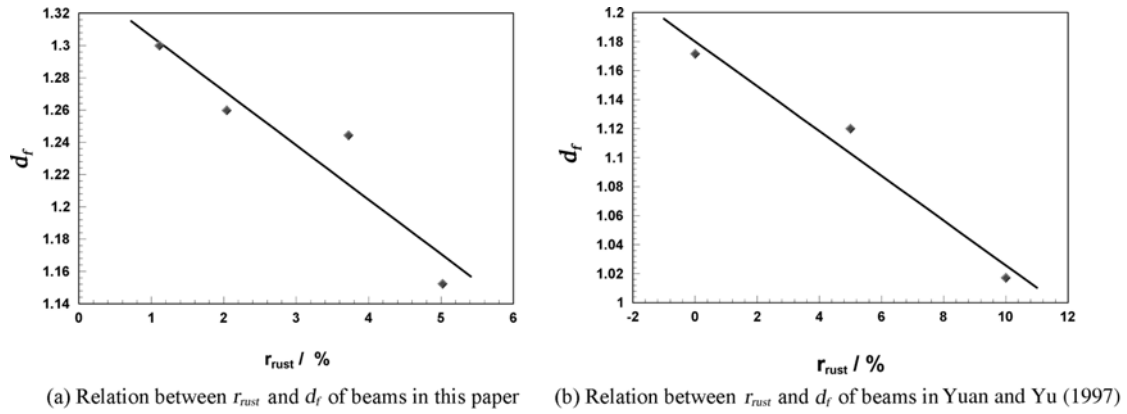 1.32
1.3
1.28
1.26
1.24
1.22
1.2
1.18
1.16
1.14
d_f
0 1 2 3 4 5 6
r_rust / %
(a) Relation between r_rust and d_f of beams in this paper
1.2
1.18
1.16
1.14
1.12
1.1
1.08
1.06
1.04
1.02
1
d_f
-2 0 2 4 6 8 10 12
r_rust / %
(b) Relation between r_rust and d_f of beams in Yuan and Yu (1997)